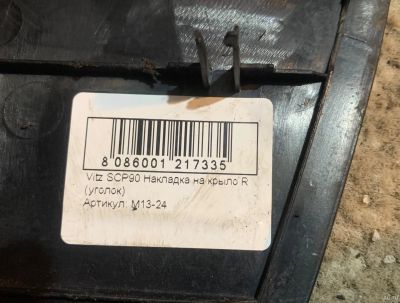 8 086001 217335
Vitz SCP90 Накладка на крыло R
(уголок)
Артикул: M13-24